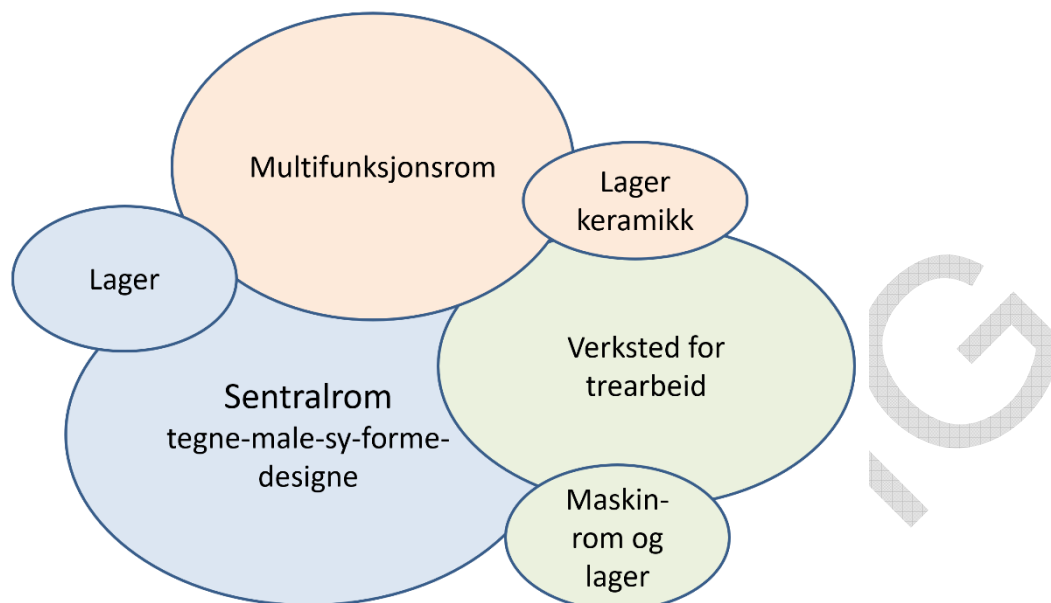 Multifunksjonsrom
Lager
keramikk
Lager
Verksted for
trearbeid
Sentralrom
tegne-male-sy-forme-
designe
Maskin-
rom og
lager